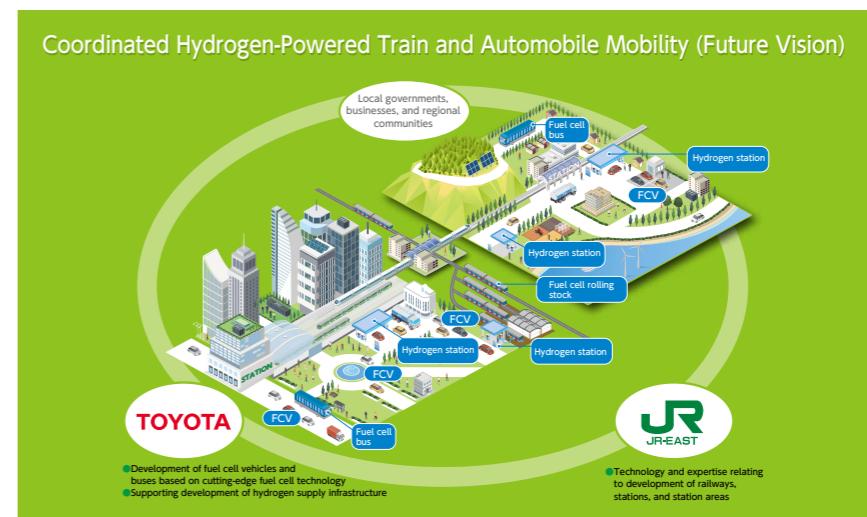 Coordinated Hydrogen-Powered Train and Automobile Mobility (Future Vision)
Local governments,
businesses, and regional
communities
Fuel cell
bus
Hydrogen station
STATION
FCV
Hydrogen station
Fuel cell rolling
stock
FCV
Hydrogen station
Hydrogen station
STATION
FCV
FCV
Fuel cell
bus
TOYOTA
JR
JR-EAST
●Development of fuel cell vehicles and
buses based on cutting-edge fuel cell technology
●Supporting development of hydrogen supply infrastructure
●Technology and expertise relating
to development of railways,
stations, and station areas